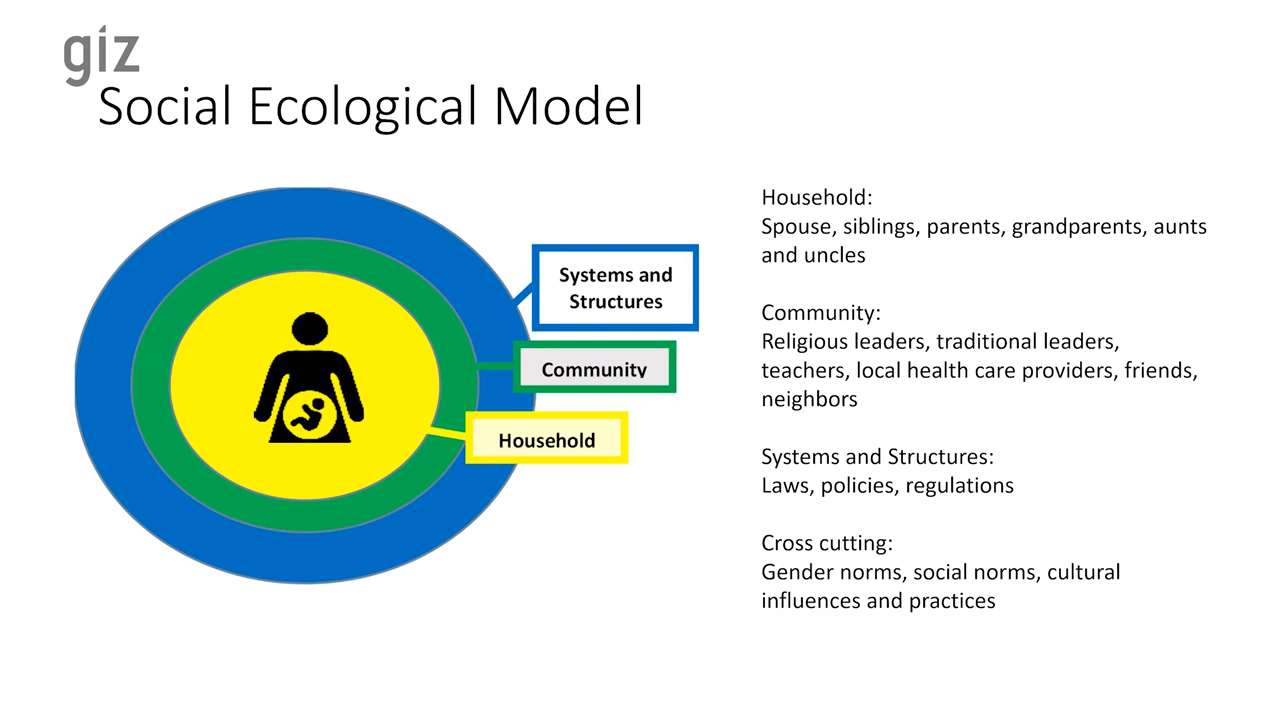 giz
Social Ecological Model
Systems and
Structures
Community
Household
Household:
Spouse, siblings, parents, grandparents, aunts
and uncles
Community:
Religious leaders, traditional leaders,
teachers, local health care providers, friends,
neighbors
Systems and Structures:
Laws, policies, regulations
Cross cutting:
Gender norms, social norms, cultural
influences and practices